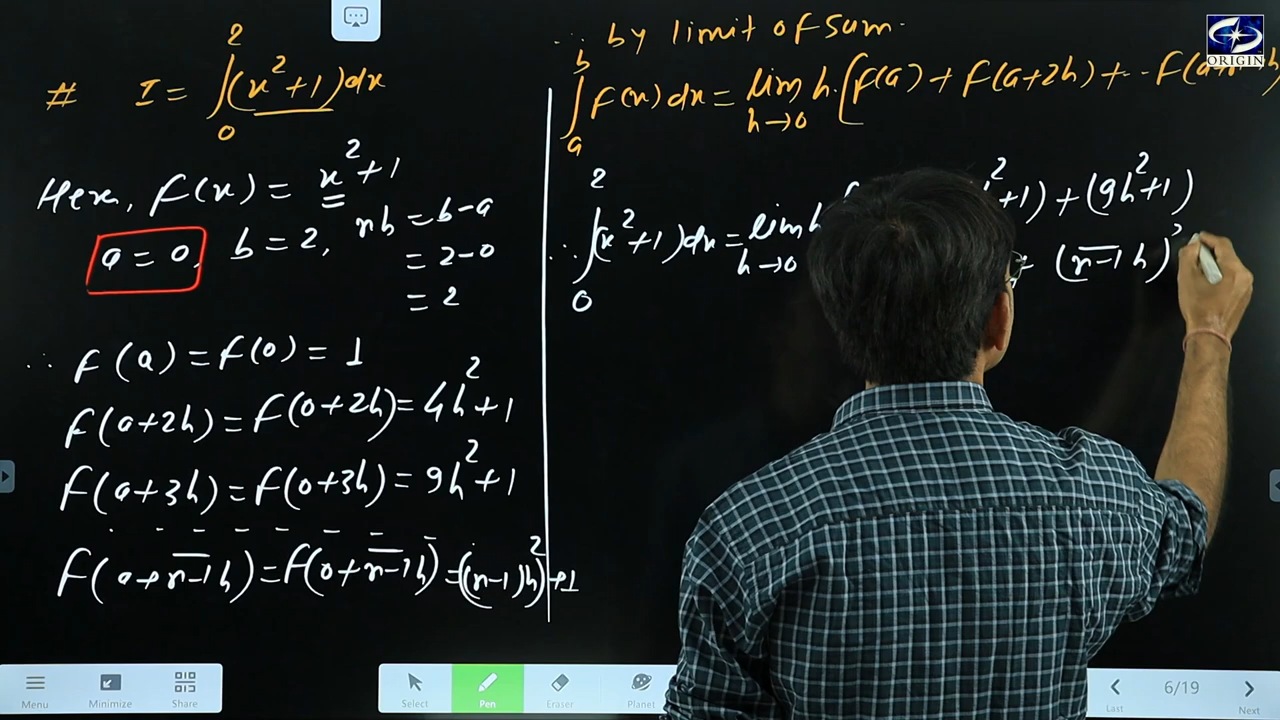 # I = ∫₀² (x²+1) dx
Here, f(x) = x²+1
a = 0, b = 2, nh = b-a
= 2-0
= 2
∴ f(a) = f(0) = 1
f(a+2h) = f(0+2h) = 4h²+1
f(a+3h) = f(0+3h) = 9h²+1
f(a+n-1h) = f(0+n-1h) = ((n-1)h)²+1
∴ by limit of sum.
∫ₐᵇ f(x) dx = lim h→0 h.[f(a) + f(a+2h) + ... f(a+n-1h)
∴ ∫₀² (x²+1) dx = lim h→0 h ²+1) + (9h²+1)
+ (n-1h)²
ORIGIN
Menu
Minimize
Share
Select
Pen
Eraser
Planet
Last
6/19
Next